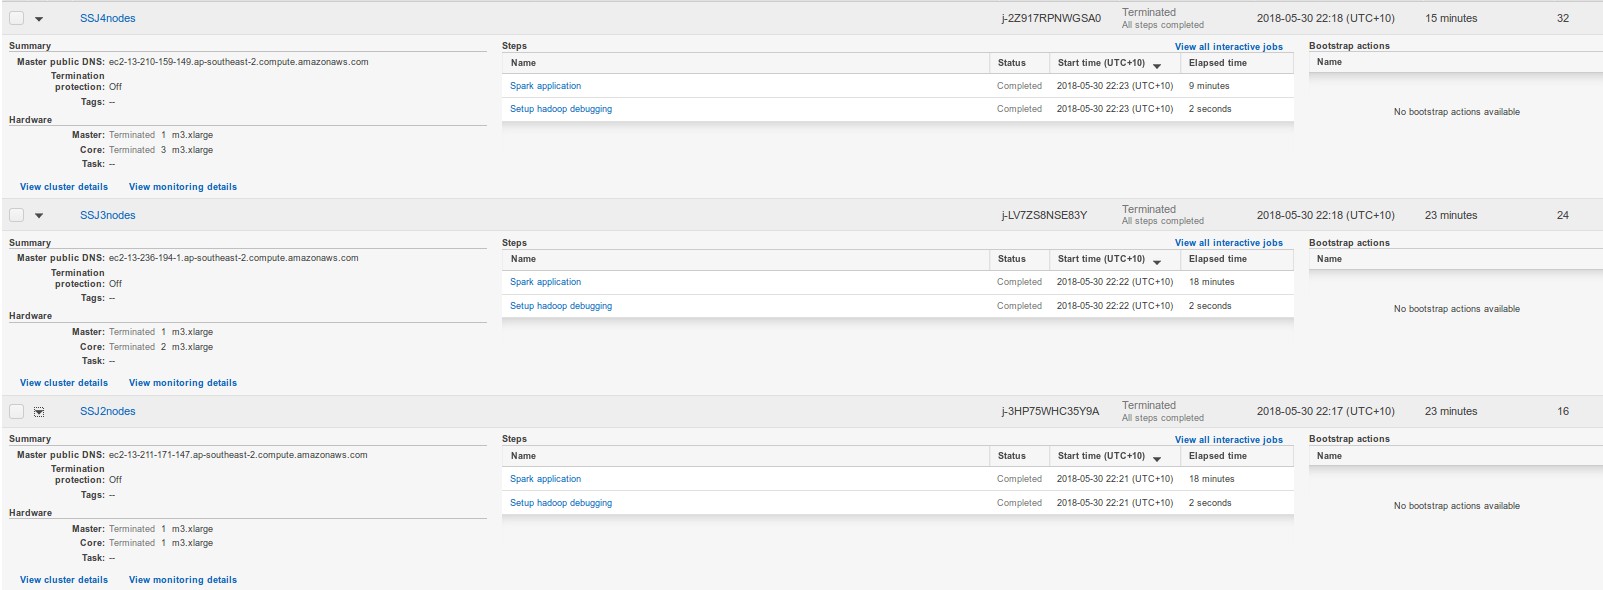 SSJ4nodes j-2Z917RPNWGSA0 Terminated 2018-05-30 22:18 (UTC+10) 15 minutes 32
All steps completed
Summary Steps View all interactive jobs Bootstrap actions
Master public DNS: ec2-13-210-159-149.ap-southeast-2.compute.amazonaws.com Name Status Start time (UTC+10) Elapsed time Name
Termination
protection: Off Spark application Completed 2018-05-30 22:23 (UTC+10) 9 minutes
Tags: -- Setup hadoop debugging Completed 2018-05-30 22:23 (UTC+10) 2 seconds No bootstrap actions available
Hardware
Master: Terminated 1 m3.xlarge
Core: Terminated 3 m3.xlarge
Task: --
View cluster details View monitoring details
SSJ3nodes j-LV7ZS8NSE83Y Terminated 2018-05-30 22:18 (UTC+10) 23 minutes 24
All steps completed
Summary Steps View all interactive jobs Bootstrap actions
Master public DNS: ec2-13-236-194-1.ap-southeast-2.compute.amazonaws.com Name Status Start time (UTC+10) Elapsed time Name
Termination
protection: Off Spark application Completed 2018-05-30 22:22 (UTC+10) 18 minutes
Tags: -- Setup hadoop debugging Completed 2018-05-30 22:22 (UTC+10) 2 seconds No bootstrap actions available
Hardware
Master: Terminated 1 m3.xlarge
Core: Terminated 2 m3.xlarge
Task: --
View cluster details View monitoring details
SSJ2nodes j-3HP75WHC35Y9A Terminated 2018-05-30 22:17 (UTC+10) 23 minutes 16
All steps completed
Summary Steps View all interactive jobs Bootstrap actions
Master public DNS: ec2-13-211-171-147.ap-southeast-2.compute.amazonaws.com Name Status Start time (UTC+10) Elapsed time Name
Termination
protection: Off Spark application Completed 2018-05-30 22:21 (UTC+10) 18 minutes
Tags: -- Setup hadoop debugging Completed 2018-05-30 22:21 (UTC+10) 2 seconds No bootstrap actions available
Hardware
Master: Terminated 1 m3.xlarge
Core: Terminated 1 m3.xlarge
Task: --
View cluster details View monitoring details